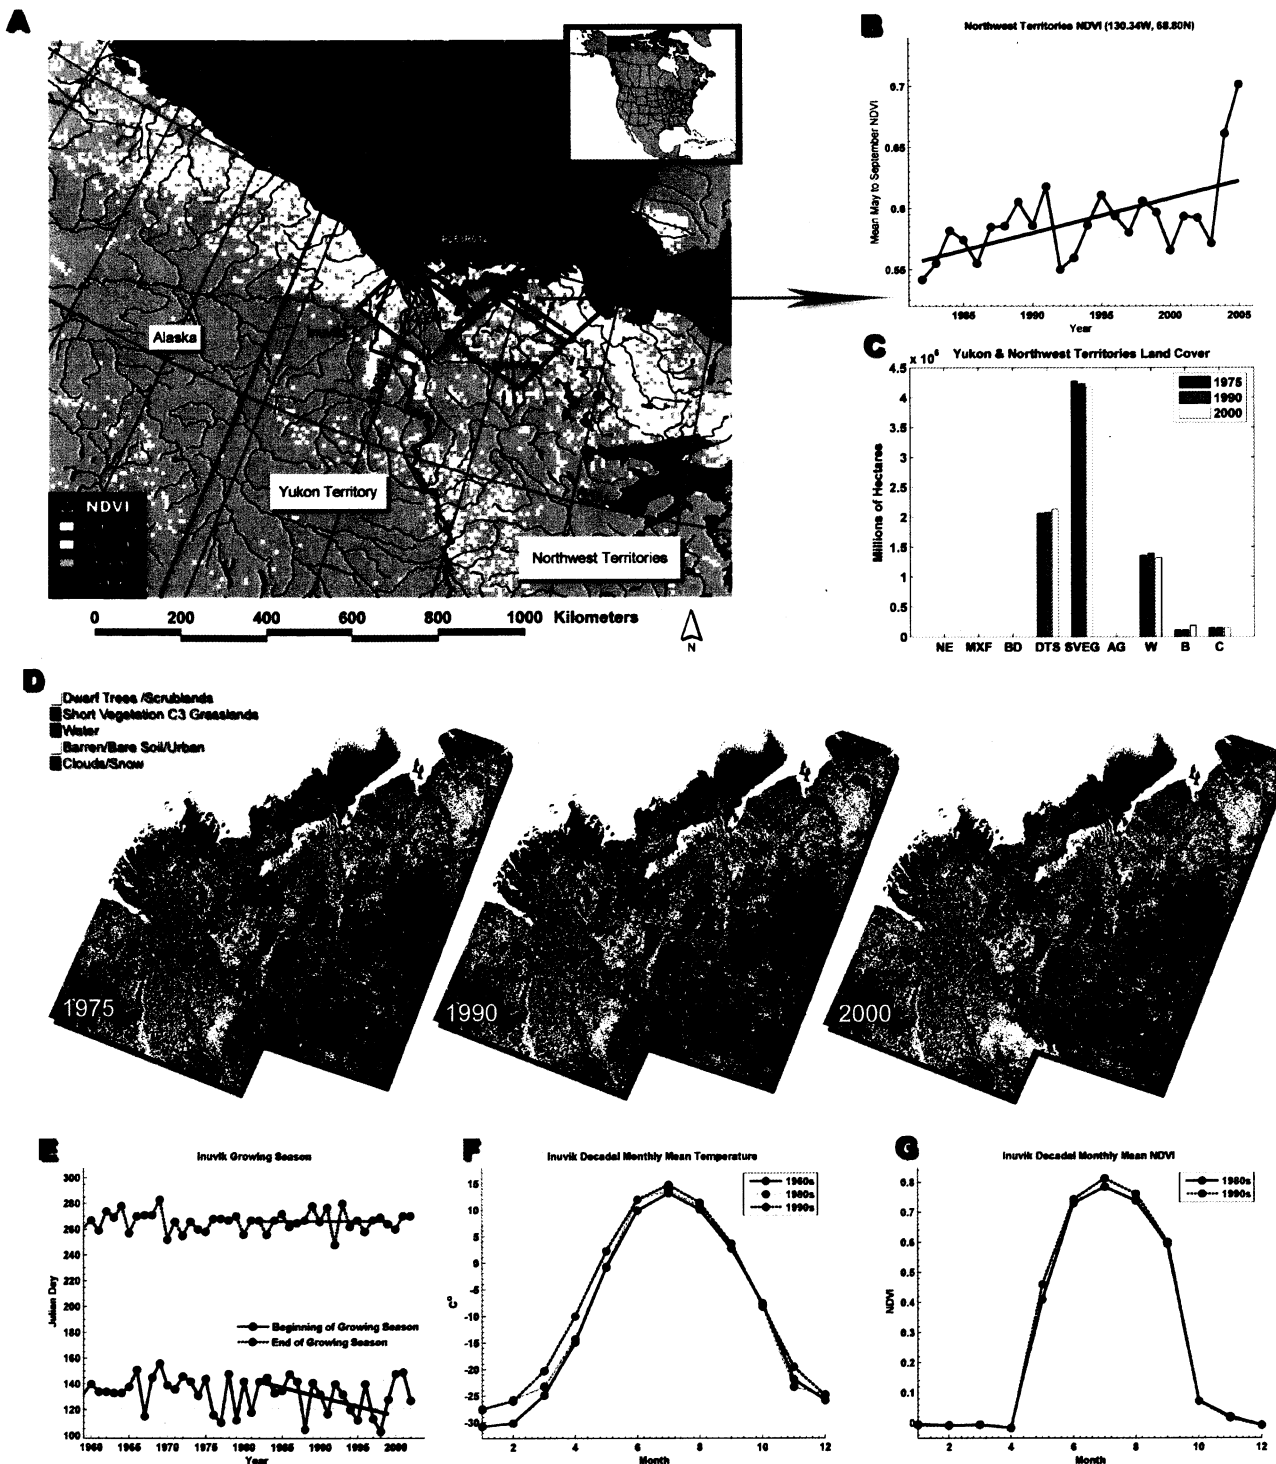 A
Alaska
Yukon Territory
Northwest Territories
NDVI
0 200 400 600 800 1000 Kilometers
N
B
Northwest Territories NDVI (130.34W, 68.80N)
Mean May to September NDVI
0.7
0.65
0.6
0.55
1985 1990 1995 2000 2005
Year
C
x 10⁶
Yukon & Northwest Territories Land Cover
Millions of Hectares
4.5
4
3.5
3
2.5
2
1.5
1
0.5
0
1975
1990
2000
NE MXF BD DTS SVEG AG W B C
D
Dwarf Trees /Scrublands
Short Vegetation C3 Grasslands
Water
Barren/Bare Soil/Urban
Clouds/Snow
1975
1990
2000
E
Inuvik Growing Season
Julian Day
300
280
260
240
220
200
180
160
140
120
100
Beginning of Growing Season
End of Growing Season
1960 1965 1970 1975 1980 1985 1990 1995 2000
Year
F
Inuvik Decadal Monthly Mean Temperature
C°
15
10
5
0
-5
-10
-15
-20
-25
-30
1960s
1980s
1990s
2 4 6 8 10 12
Month
G
Inuvik Decadal Monthly Mean NDVI
NDVI
0.8
0.7
0.6
0.5
0.4
0.3
0.2
0.1
0
1980s
1990s
2 4 6 8 10 12
Month